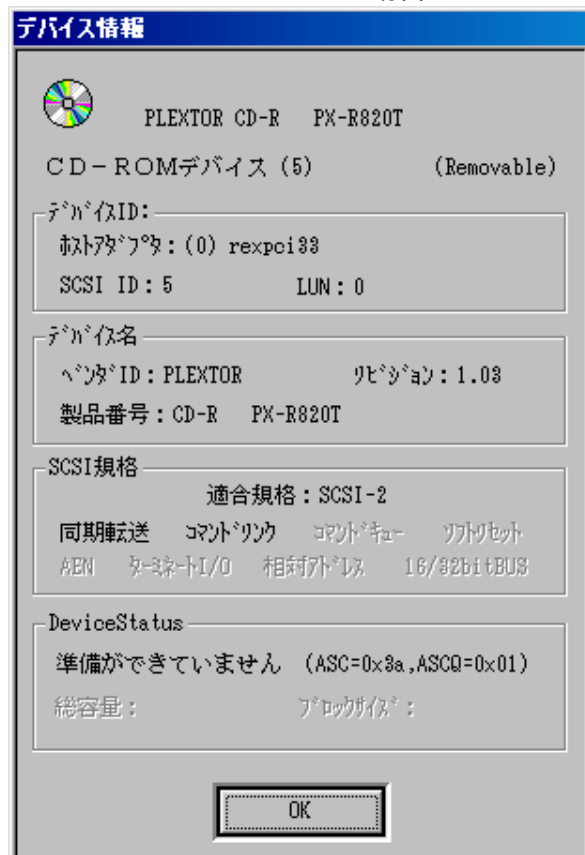 デバイス情報
PLEXTOR CD-R PX-R820T
CD-ROMデバイス(5) (Removable)
ﾃﾞﾊﾞｲｽID:
ﾎｽﾄｱﾀﾞﾌﾟﾀ:(0) rexpci33
SCSI ID:5 LUN:0
ﾃﾞﾊﾞｲｽ名
ﾍﾞﾝﾀﾞID:PLEXTOR ﾘﾋﾞｼﾞｮﾝ:1.03
製品番号:CD-R PX-R820T
SCSI規格
適合規格:SCSI-2
同期転送 ｺﾏﾝﾄﾞﾘﾝｸ ｺﾏﾝﾄﾞｷｭｰ ｿﾌﾄﾘｾｯﾄ
AEN ﾀｰﾐﾈｰﾄI/O 相対ｱﾄﾞﾚｽ 16/32bitBUS
DeviceStatus
準備ができていません (ASC=0x3a,ASCQ=0x01)
総容量: ﾌﾞﾛｯｸｻｲｽﾞ:
OK